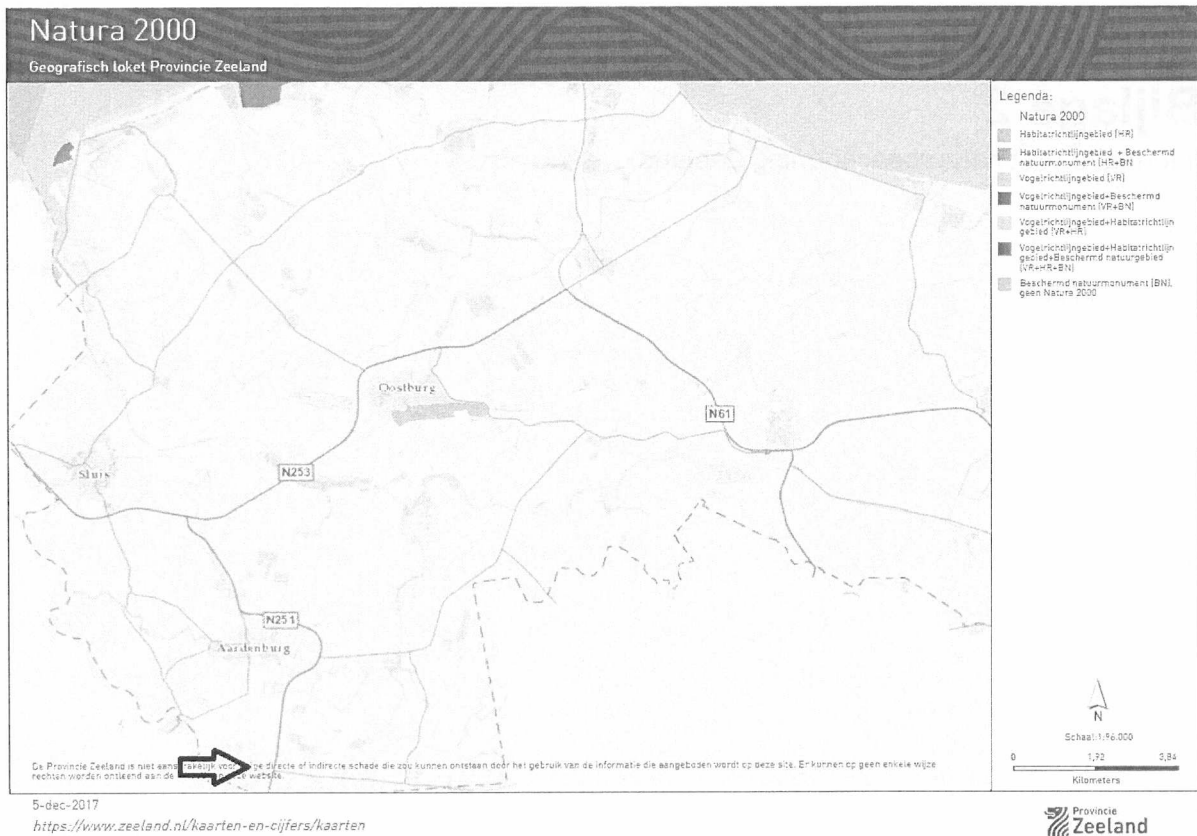 Natura 2000
Geografisch loket Provincie Zeeland
Legenda:
Natura 2000
Habitatrichtlijngebied (HR)
Habitatrichtlijngebied + Beschermd
natuurmonument (HR+BN
Vogelrichtlijngebied (VR)
Vogelrichtlijngebied+Beschermd
natuurmonument (VR+BN)
Vogelrichtlijngebied+Habitatrichtlijn
gebied (VR+HR)
Vogelrichtlijngebied+Habitatrichtlijn
gebied+Beschermd natuurgebied
(VR+HR+BN)
Beschermd natuurmonument (BN),
geen Natura 2000
Oostburg
N61
Sluis
N253
N251
Aardenburg
N
Schaal 1:96.000
0 1,92 3,84
Kilometers
De Provincie Zeeland is niet directe of indirecte schade die zou kunnen ontstaan door het gebruik van de informatie die aangeboden wordt op deze site. Er kunnen op geen enkele wijze
rechten worden ontleend aan de website.
5-dec-2017
https://www.zeeland.nl/kaarten-en-cijfers/kaarten
Provincie
Zeeland